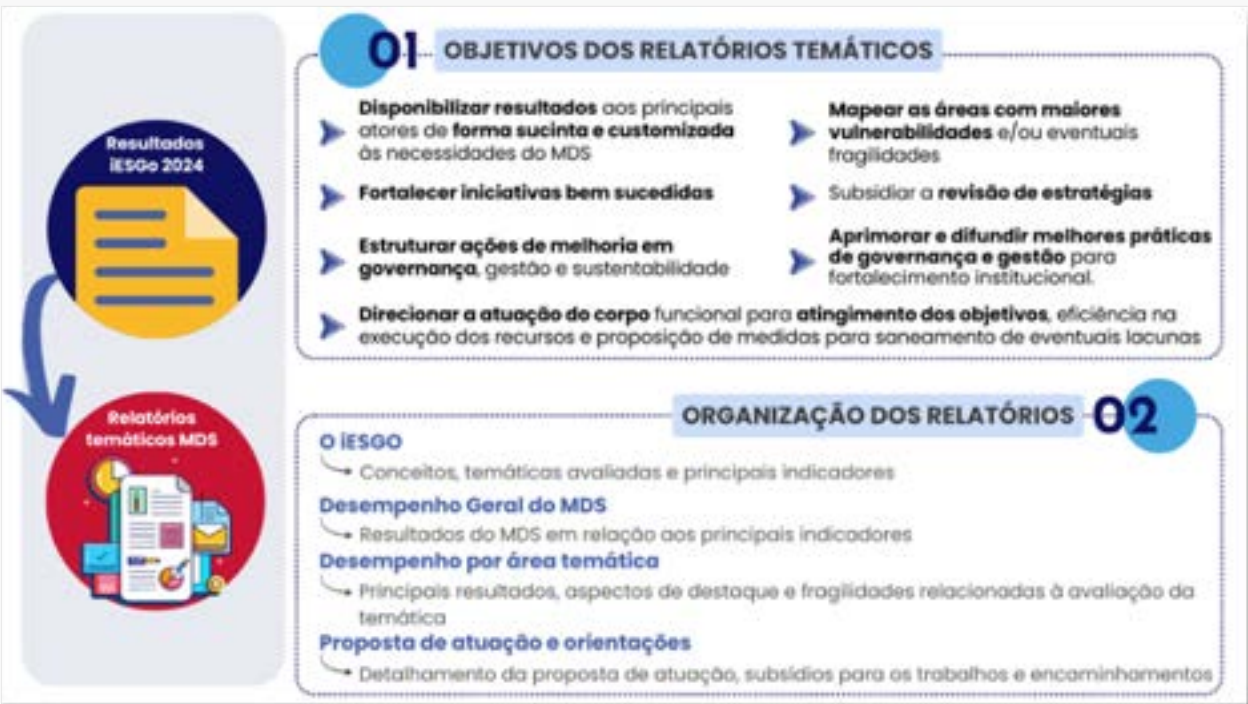 Resultados
iESGo 2024
Relatórios
temáticos MDS
01 OBJETIVOS DOS RELATÓRIOS TEMÁTICOS
Disponibilizar resultados aos principais
atores de forma sucinta e customizada
às necessidades do MDS
Fortalecer iniciativas bem sucedidas
Estruturar ações de melhoria em
governança, gestão e sustentabilidade
Mapear as áreas com maiores
vulnerabilidades e/ou eventuais
fragilidades
Subsidiar a revisão de estratégias
Aprimorar e difundir melhores práticas
de governança e gestão para
fortalecimento institucional.
Direcionar a atuação do corpo funcional para atingimento dos objetivos, eficiência na
execução dos recursos e proposição de medidas para saneamento de eventuais lacunas
ORGANIZAÇÃO DOS RELATÓRIOS 02
O iESGO
Conceitos, temáticas avaliadas e principais indicadores
Desempenho Geral do MDS
Resultados do MDS em relação aos principais indicadores
Desempenho por área temática
Principais resultados, aspectos de destaque e fragilidades relacionadas à avaliação da
temática
Proposta de atuação e orientações
Detalhamento da proposta de atuação, subsídios para os trabalhos e encaminhamentos